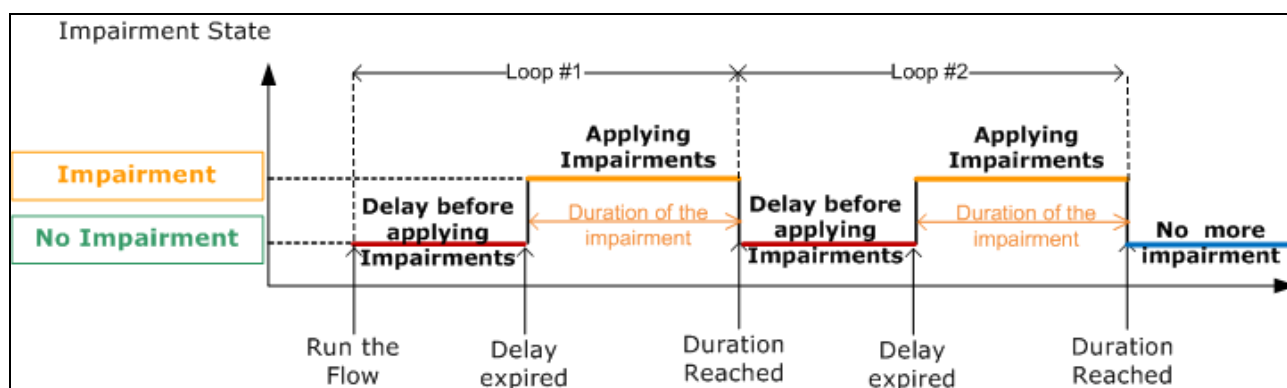 Impairment State
Loop #1
Loop #2
Applying
Impairments
Applying
Impairments
Impairment
No Impairment
Delay before
applying
Impairments
Duration of the
impairment
Delay before
applying
Impairments
Duration of the
impairment
No more
impairment
Run the
Flow
Delay
expired
Duration
Reached
Delay
expired
Duration
Reached